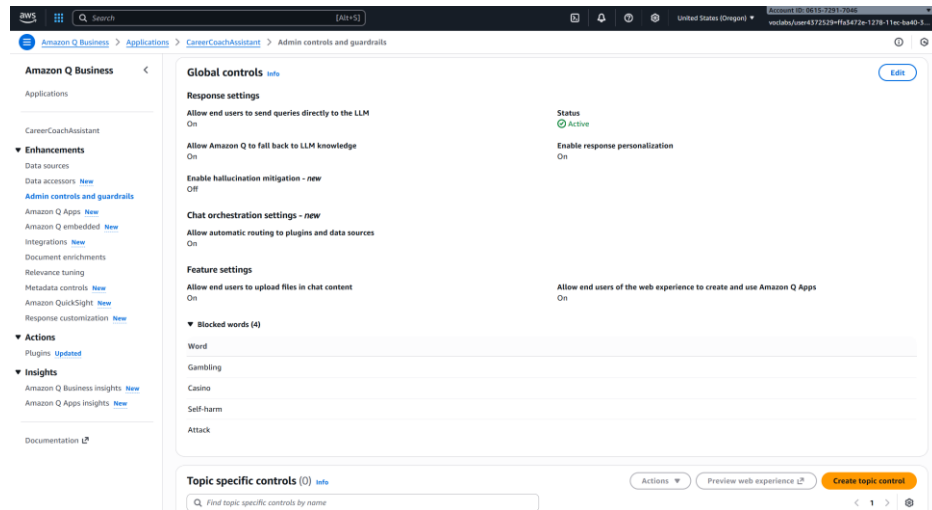 aws
Search
[Alt+S]
United States (Oregon)
Account ID: 0615-7291-7046
voclabs/user4372529=ffa3472e-1278-11ec-ba40-3...
Amazon Q Business > Applications > CareerCoachAssistant > Admin controls and guardrails
Amazon Q Business
Applications
CareerCoachAssistant
Enhancements
Data sources
Data accessors New
Admin controls and guardrails
Amazon Q Apps New
Amazon Q embedded New
Integrations New
Document enrichments
Relevance tuning
Metadata controls New
Amazon QuickSight New
Response customization New
Actions
Plugins Updated
Insights
Amazon Q Business insights New
Amazon Q Apps insights New
Documentation
Global controls Info
Edit
Response settings
Allow end users to send queries directly to the LLM
On
Status
Active
Allow Amazon Q to fall back to LLM knowledge
On
Enable response personalization
On
Enable hallucination mitigation - new
Off
Chat orchestration settings - new
Allow automatic routing to plugins and data sources
On
Feature settings
Allow end users to upload files in chat content
On
Allow end users of the web experience to create and use Amazon Q Apps
On
Blocked words (4)
Word
Gambling
Casino
Self-harm
Attack
Topic specific controls (0) Info
Actions
Preview web experience
Create topic control
Find topic specific controls by name
1